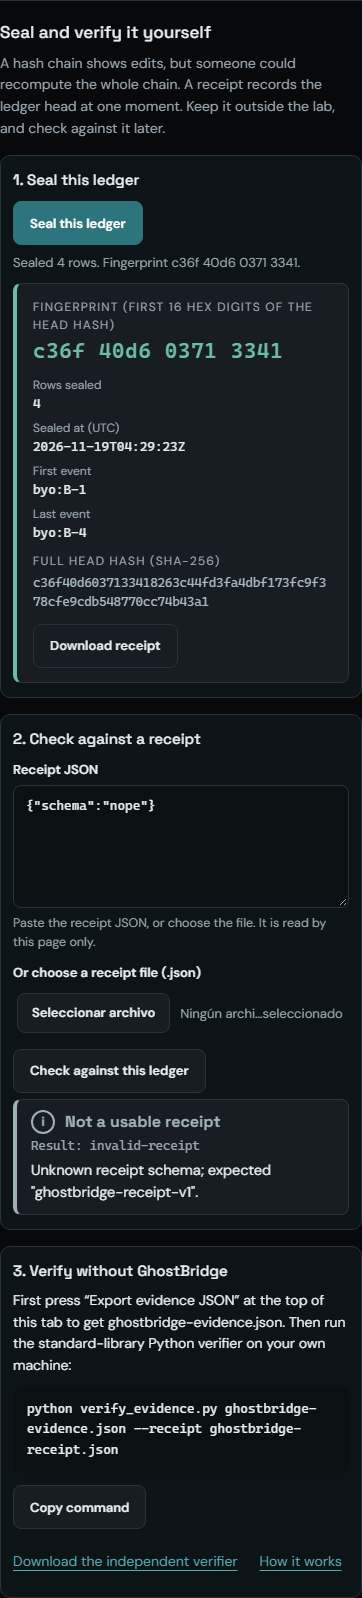 Seal and verify it yourself
A hash chain shows edits, but someone could
recompute the whole chain. A receipt records the
ledger head at one moment. Keep it outside the lab,
and check against it later.
1. Seal this ledger
Seal this ledger
Sealed 4 rows. Fingerprint c36f 40d6 0371 3341.
FINGERPRINT (FIRST 16 HEX DIGITS OF THE
HEAD HASH)
c36f 40d6 0371 3341
Rows sealed
4
Sealed at (UTC)
2026-11-19T04:29:23Z
First event
byo:B-1
Last event
byo:B-4
FULL HEAD HASH (SHA-256)
c36f40d6037133418263c44fd3fa4dbf173fc9f3
78cfe9cdb548770cc74b43a1
Download receipt
2. Check against a receipt
Receipt JSON
{"schema":"nope"}
Paste the receipt JSON, or choose the file. It is read by
this page only.
Or choose a receipt file (.json)
Seleccionar archivo Ningún archi...seleccionado
Check against this ledger
Not a usable receipt
Result: invalid-receipt
Unknown receipt schema; expected
"ghostbridge-receipt-v1".
3. Verify without GhostBridge
First press “Export evidence JSON” at the top of
this tab to get ghostbridge-evidence.json. Then run
the standard-library Python verifier on your own
machine:
python verify_evidence.py ghostbridge-
evidence.json --receipt ghostbridge-
receipt.json
Copy command
Download the independent verifier How it works